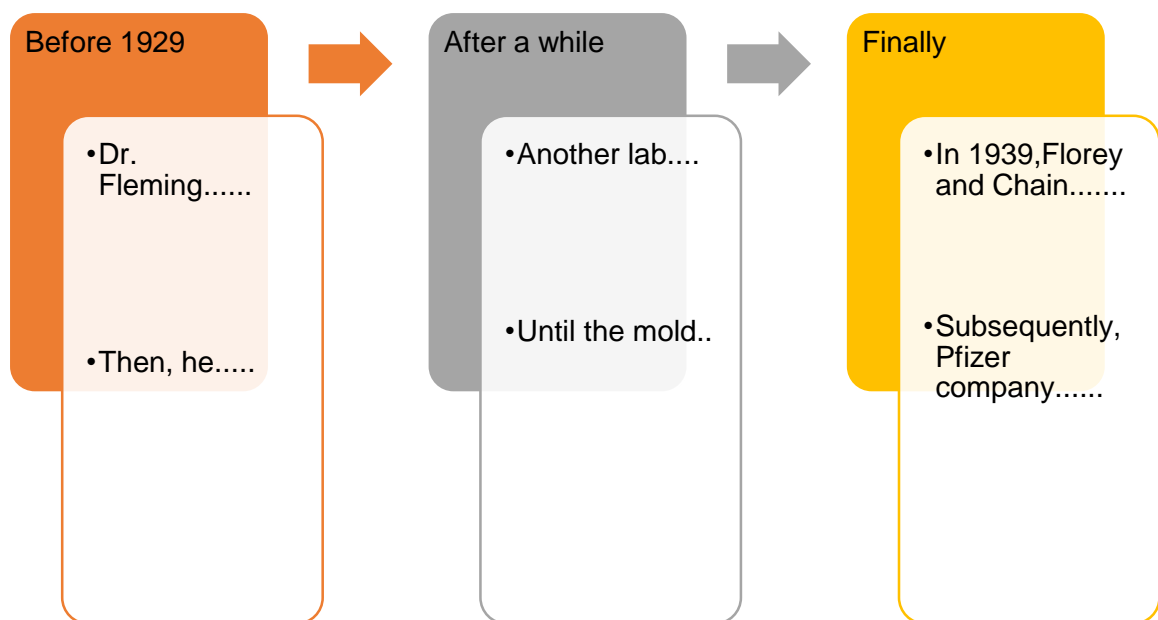 Before 1929
•Dr.
Fleming......
•Then, he.....
After a while
•Another lab....
•Until the mold..
Finally
•In 1939,Florey
and Chain.......
•Subsequently,
Pfizer
company......